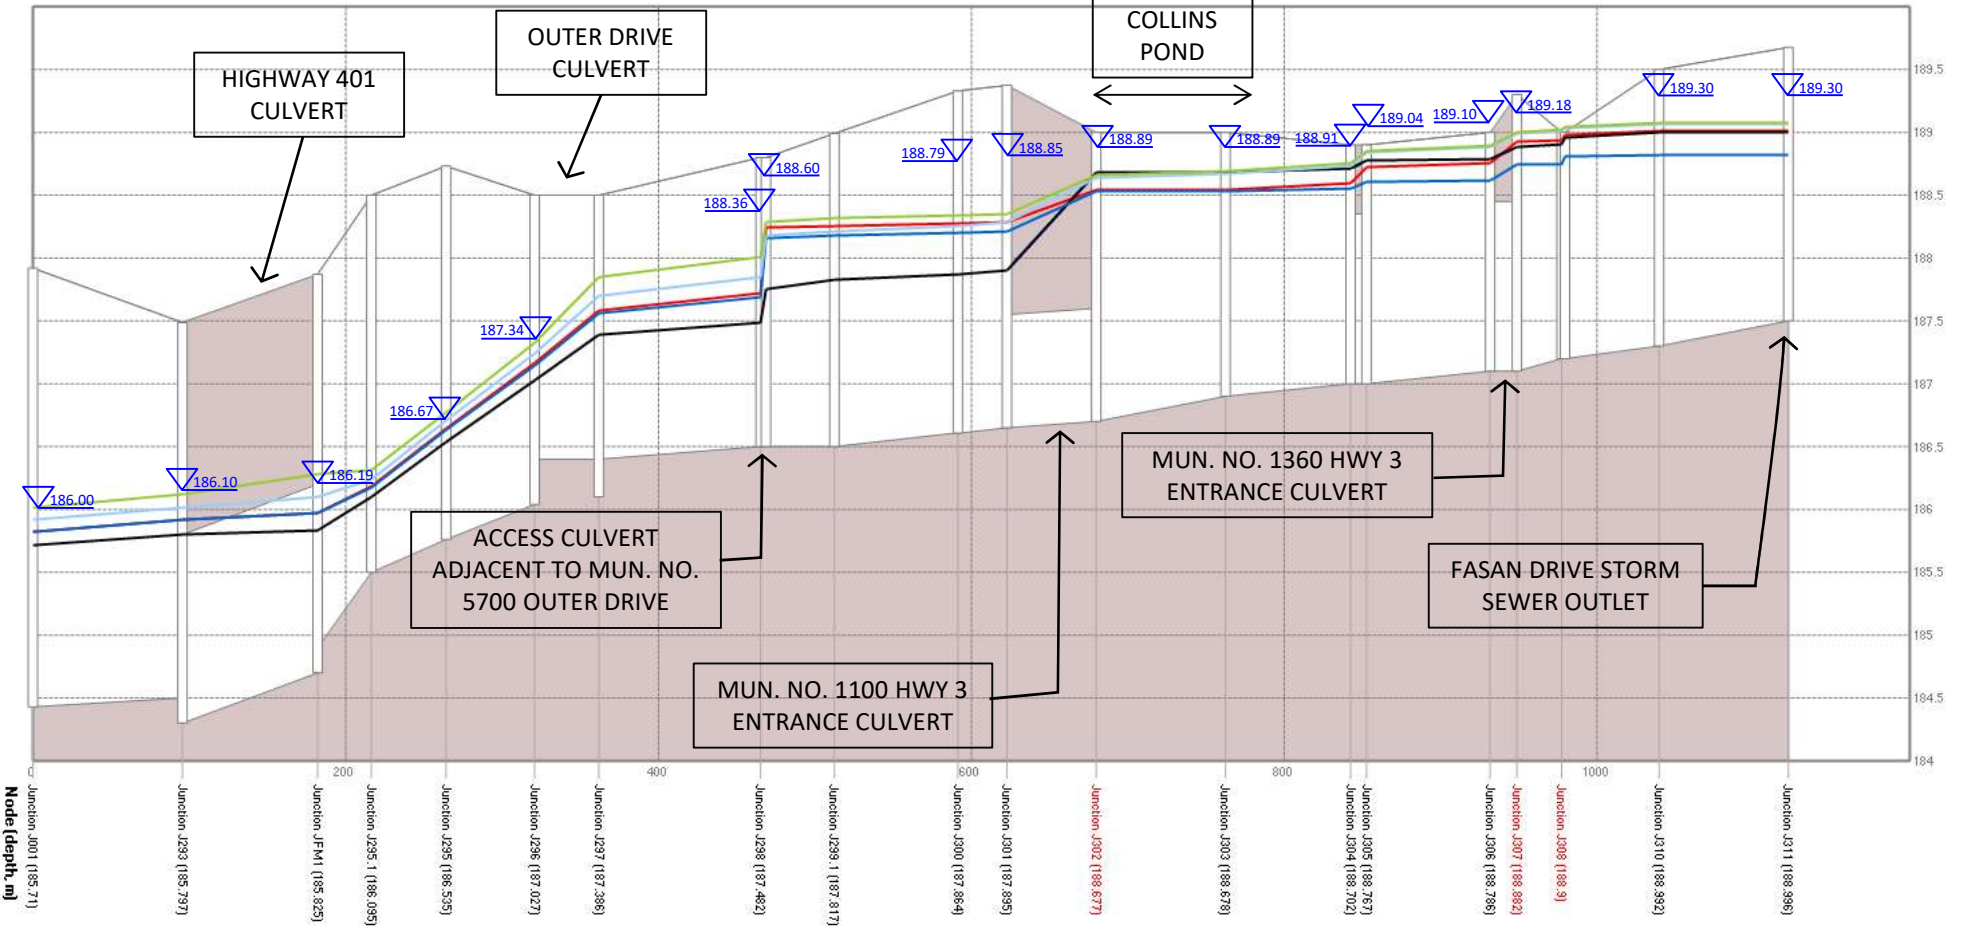 COLLINS
POND
OUTER DRIVE
CULVERT
HIGHWAY 401
CULVERT
189.5
189
188.5
188
187.5
187
186.5
186
185.5
185
184.5
184
186.00
186.10
186.19
186.67
187.34
188.36
188.60
188.79
188.85
188.89
188.89
188.91
189.04
189.10
189.18
189.30
189.30
MUN. NO. 1360 HWY 3
ENTRANCE CULVERT
ACCESS CULVERT
ADJACENT TO MUN. NO.
5700 OUTER DRIVE
FASAN DRIVE STORM
SEWER OUTLET
MUN. NO. 1100 HWY 3
ENTRANCE CULVERT
0
200
400
600
800
1000
Node (depth, m)
Junction J001 (185.71)
Junction J293 (185.797)
Junction JFM1 (185.825)
Junction J295.1 (186.095)
Junction J295 (186.535)
Junction J296 (187.027)
Junction J297 (187.386)
Junction J298 (187.482)
Junction J299.1 (187.817)
Junction J300 (187.864)
Junction J301 (187.895)
Junction J302 (188.677)
Junction J303 (188.678)
Junction J304 (188.702)
Junction J305 (188.767)
Junction J306 (188.786)
Junction J307 (188.882)
Junction J308 (188.9)
Junction J310 (188.992)
Junction J311 (188.996)